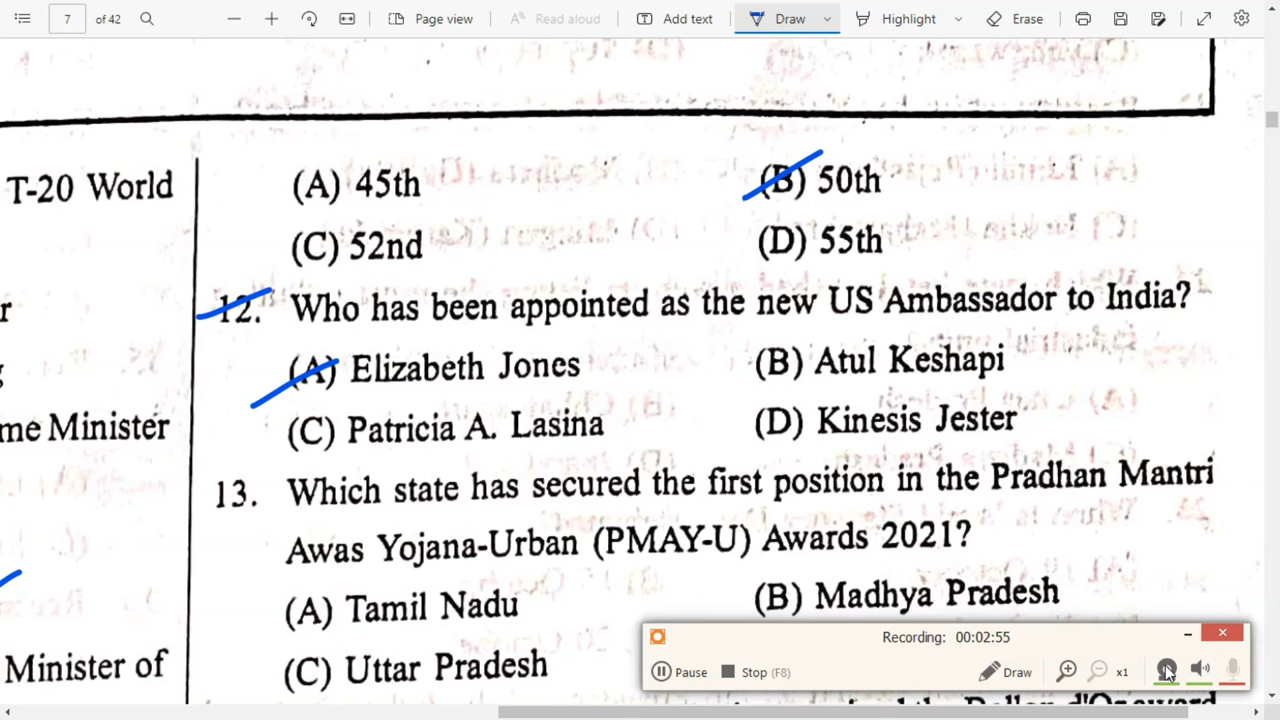 7 of 42 Page view Read aloud Add text Draw Highlight Erase
T-20 World
(A) 45th (B) 50th
(C) 52nd (D) 55th
12. Who has been appointed as the new US Ambassador to India?
r
(A) Elizabeth Jones (B) Atul Keshapi
me Minister
(C) Patricia A. Lasina (D) Kinesis Jester
13. Which state has secured the first position in the Pradhan Mantri
Awas Yojana-Urban (PMAY-U) Awards 2021?
(A) Tamil Nadu (B) Madhya Pradesh
Minister of
(C) Uttar Pradesh
Recording: 00:02:55
Pause Stop (F8) Draw x1